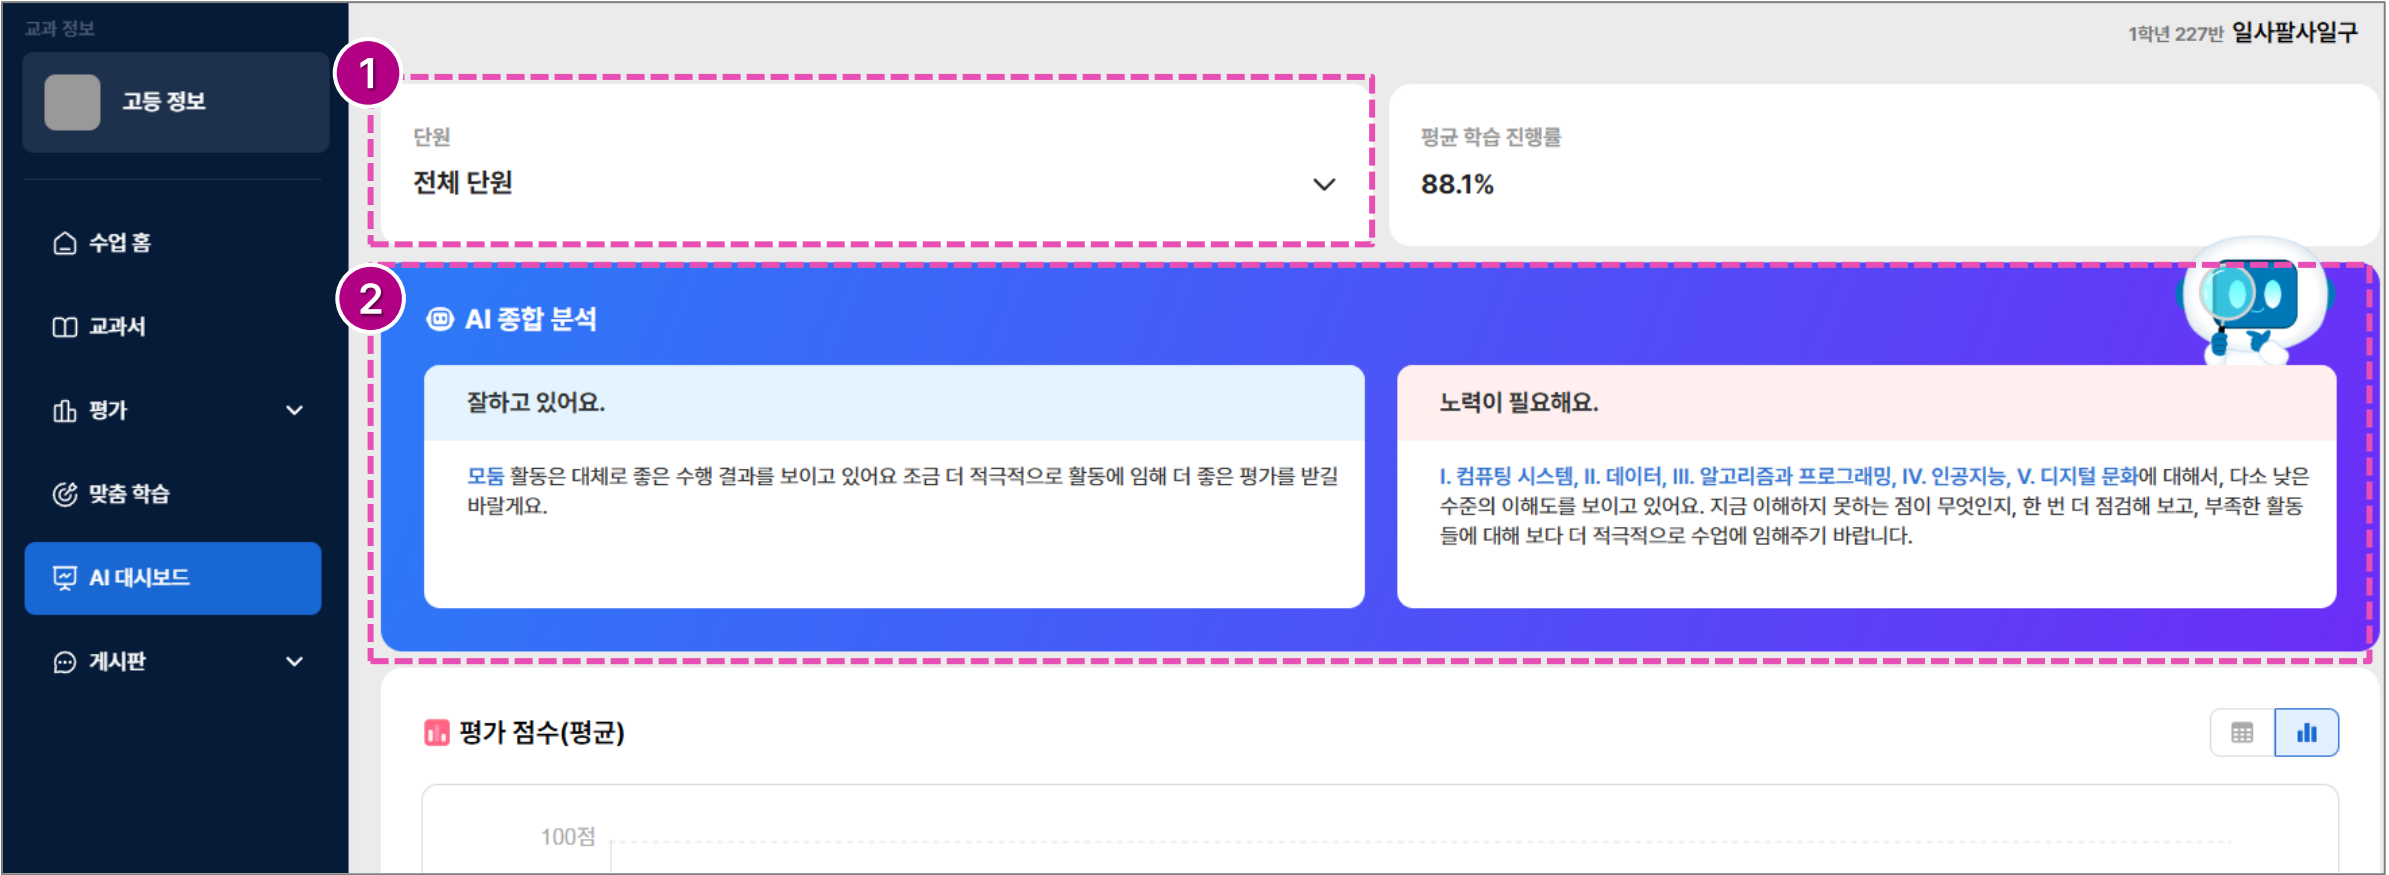 교과 정보
고등 정보
수업 홈
교과서
평가
맞춤 학습
AI 대시보드
게시판
1학년 227반 일사팔사일구
1
단원
전체 단원
평균 학습 진행률
88.1%
2
AI 종합 분석
잘하고 있어요.
모둠 활동은 대체로 좋은 수행 결과를 보이고 있어요 조금 더 적극적으로 활동에 임해 더 좋은 평가를 받길
바랄게요.
노력이 필요해요.
I. 컴퓨팅 시스템, II. 데이터, III. 알고리즘과 프로그래밍, IV. 인공지능, V. 디지털 문화에 대해서, 다소 낮은
수준의 이해도를 보이고 있어요. 지금 이해하지 못하는 점이 무엇인지, 한 번 더 점검해 보고, 부족한 활동
들에 대해 보다 더 적극적으로 수업에 임해주기 바랍니다.
평가 점수(평균)
100점